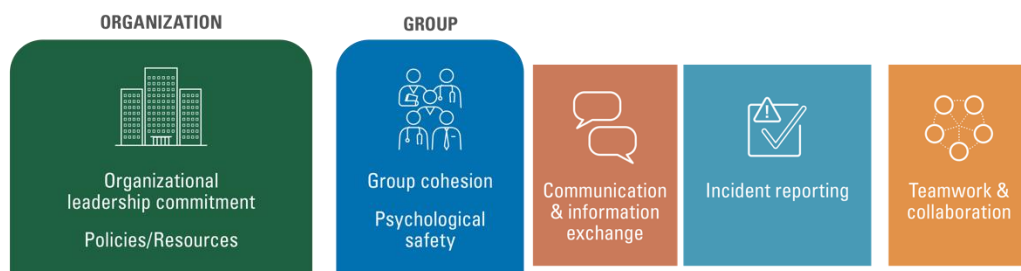 ORGANIZATION
GROUP
Organizational
leadership commitment
Policies/Resources
Group cohesion
Psychological
safety
Communication
& information
exchange
Incident reporting
Teamwork &
collaboration